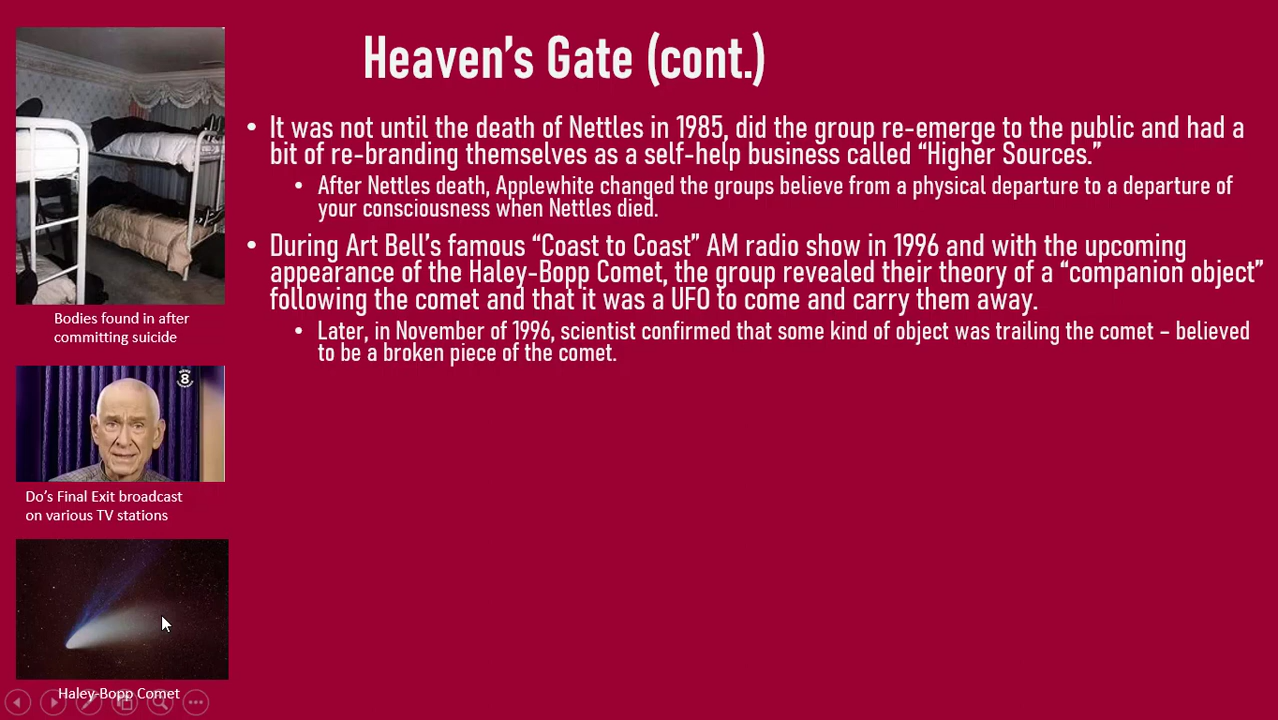 Heaven’s Gate (cont.)
• It was not until the death of Nettles in 1985, did the group re-emerge to the public and had a
bit of re-branding themselves as a self-help business called “Higher Sources.”
• After Nettles death, Applewhite changed the groups believe from a physical departure to a departure of
your consciousness when Nettles died.
• During Art Bell’s famous “Coast to Coast” AM radio show in 1996 and with the upcoming
appearance of the Haley-Bopp Comet, the group revealed their theory of a “companion object”
following the comet and that it was a UFO to come and carry them away.
• Later, in November of 1996, scientist confirmed that some kind of object was trailing the comet – believed
to be a broken piece of the comet.
Bodies found in after
committing suicide
8
Do’s Final Exit broadcast
on various TV stations
Haley-Bopp Comet